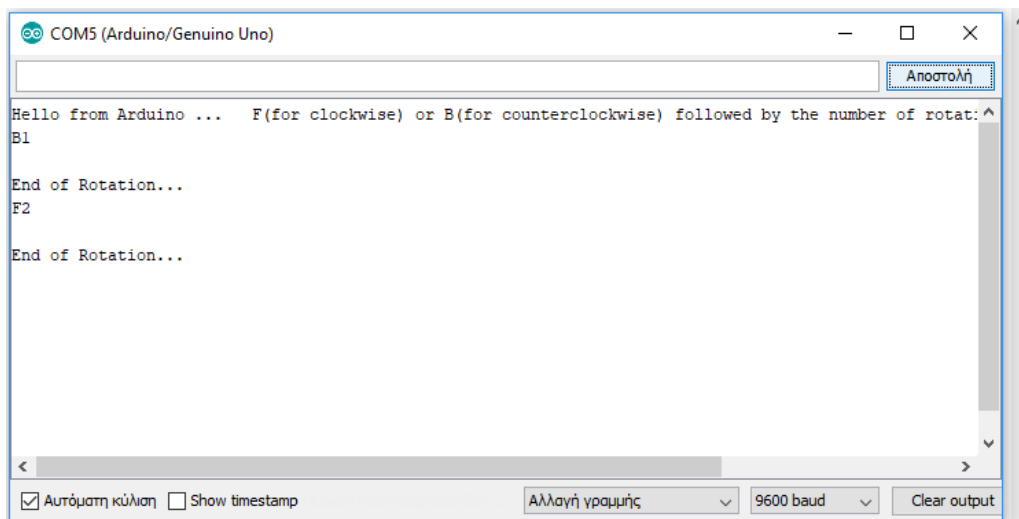 COM5 (Arduino/Genuino Uno)
Αποστολή
Hello from Arduino ... F(for clockwise) or B(for counterclockwise) followed by the number of
B1
End of Rotation...
F2
End of Rotation...
Αυτόματη κύλιση Show timestamp Αλλαγή γραμμής 9600 baud Clear output